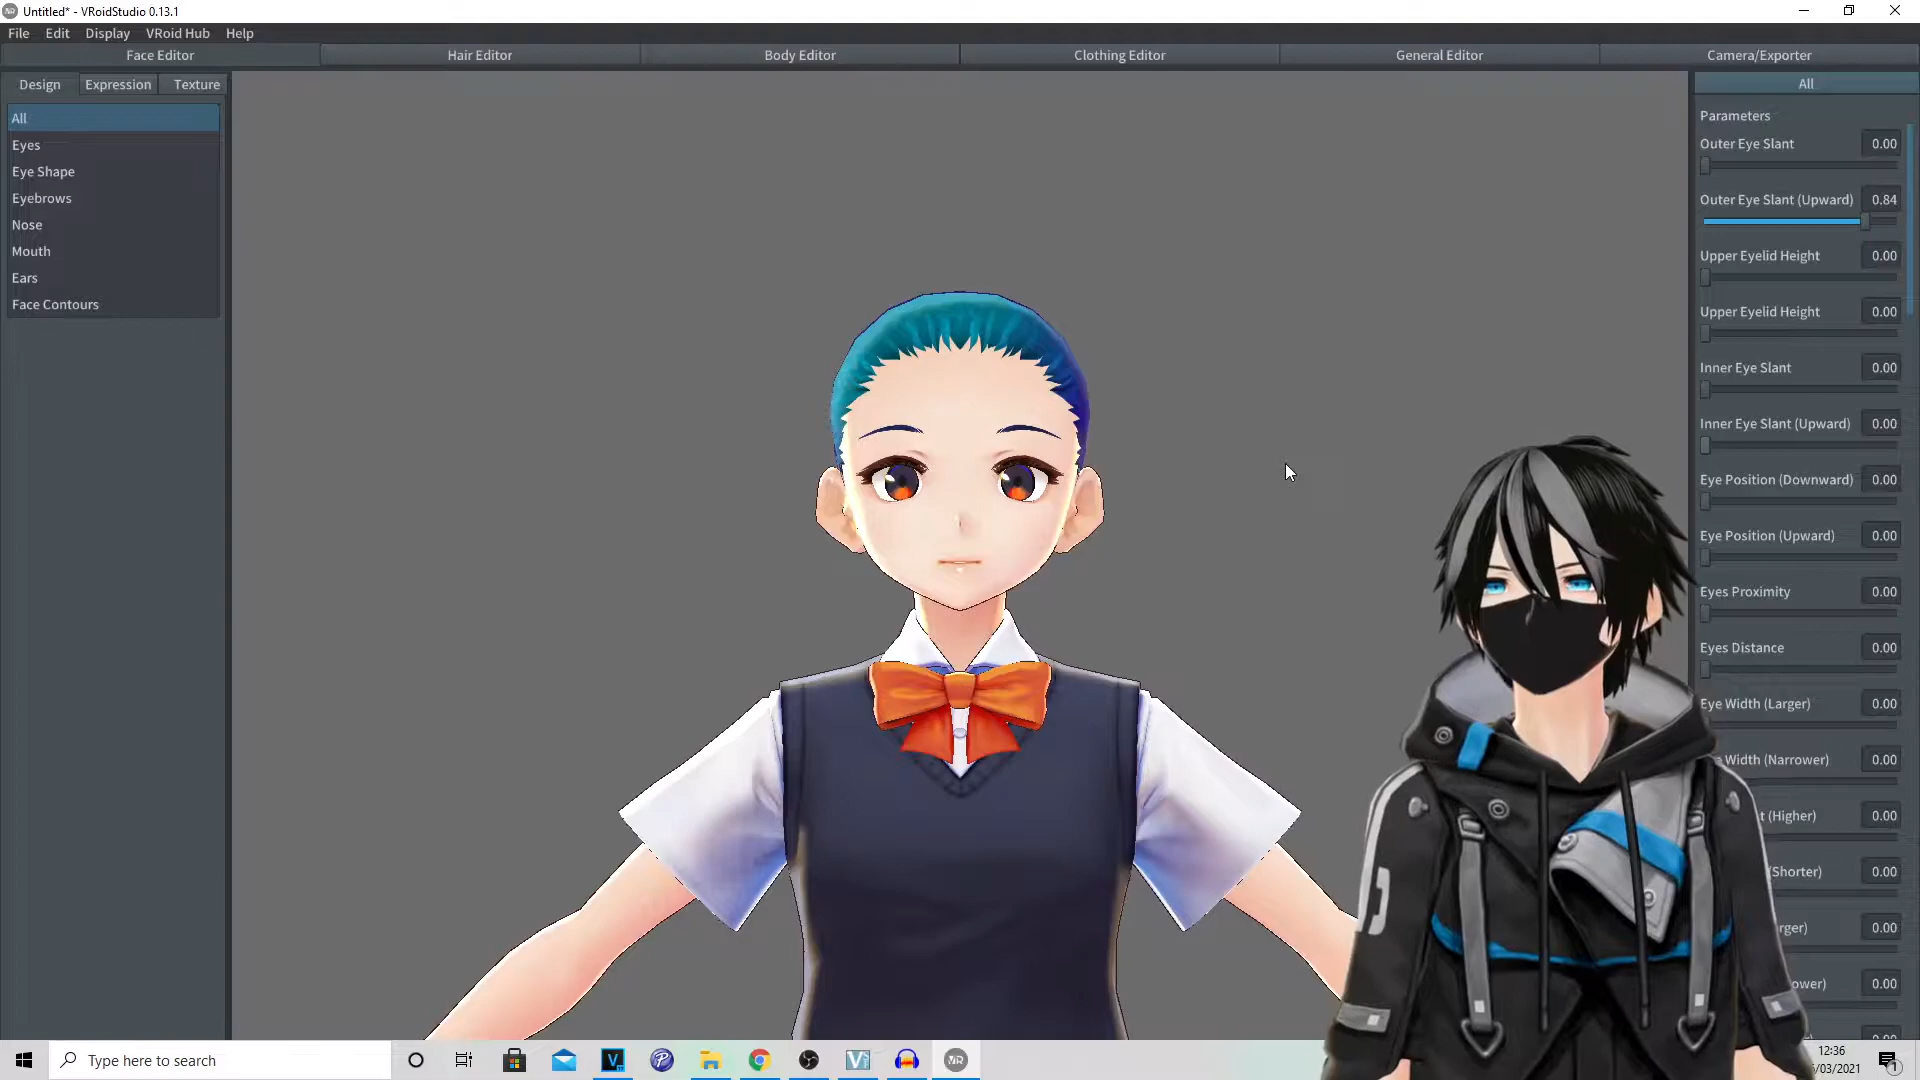 Untitled* - VRoidStudio 0.13.1
File Edit Display VRoid Hub Help
Face Editor Hair Editor Body Editor Clothing Editor General Editor Camera/Exporter
Design Expression Texture
All
Eyes
Eye Shape
Eyebrows
Nose
Mouth
Ears
Face Contours
All
Parameters
Outer Eye Slant 0.00
Outer Eye Slant (Upward) 0.84
Upper Eyelid Height 0.00
Upper Eyelid Height 0.00
Inner Eye Slant 0.00
Inner Eye Slant (Upward) 0.00
Eye Position (Downward) 0.00
Eye Position (Upward) 0.00
Eyes Proximity 0.00
Eyes Distance 0.00
Eye Width (Larger) 0.00
Width (Narrower) 0.00
(Higher) 0.00
(Shorter) 0.00
0.00
0.00
Type here to search
12:36
/03/2021